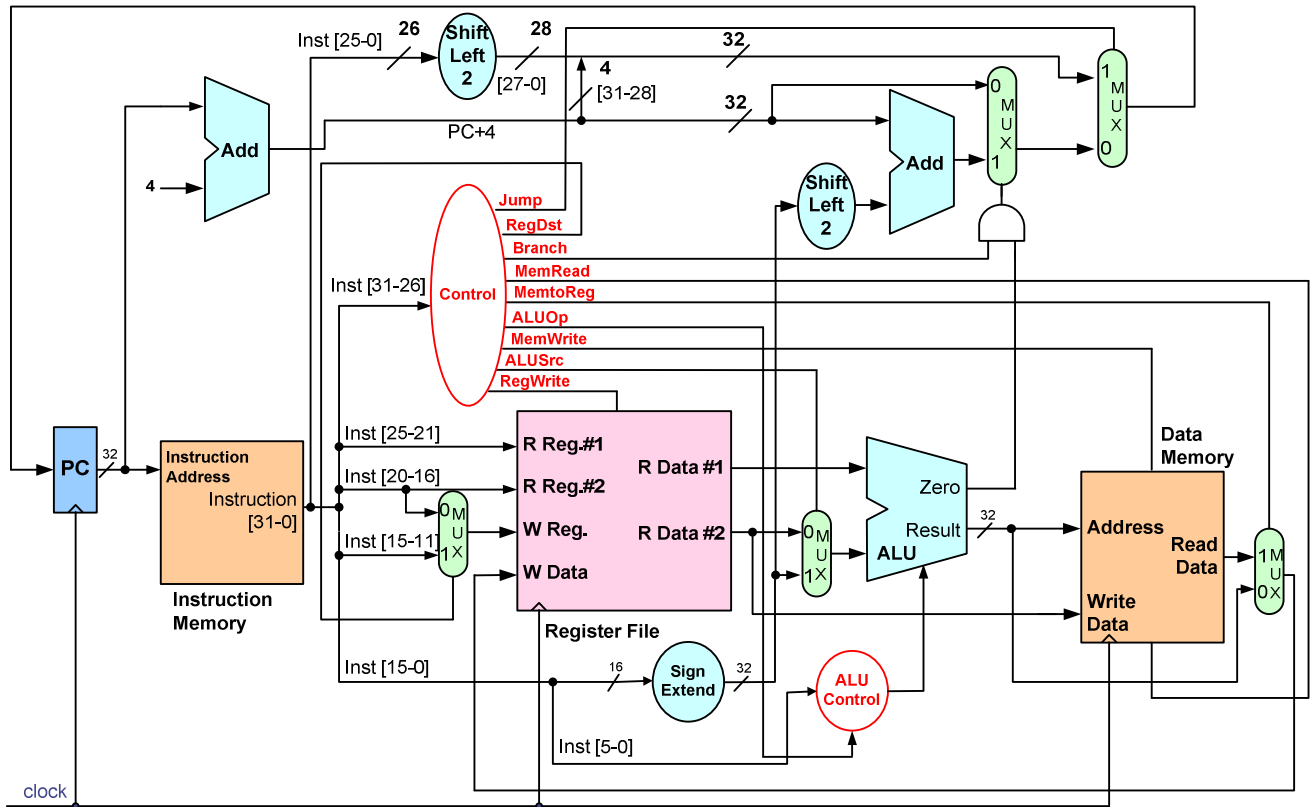 Inst [25-0]
26
Shift
Left
2
28
[27-0]
4
[31-28]
32
1
M
U
X
0
Add
4
PC+4
32
0
M
U
X
1
Add
Shift
Left
2
Jump
RegDst
Branch
MemRead
MemtoReg
ALUOp
MemWrite
ALUSrc
RegWrite
Inst [31-26]
Control
PC
32
Instruction
Address
Instruction
[31-0]
Instruction
Memory
Inst [25-21]
Inst [20-16]
Inst [15-11]
0
M
U
X
1
R Reg.#1
R Reg.#2
W Reg.
W Data
R Data #1
R Data #2
Register File
0
M
U
X
1
Zero
Result
ALU
32
Data
Memory
Address
Read
Data
Write
Data
1
M
U
X
0
Inst [15-0]
16
Sign
Extend
32
ALU
Control
Inst [5-0]
clock